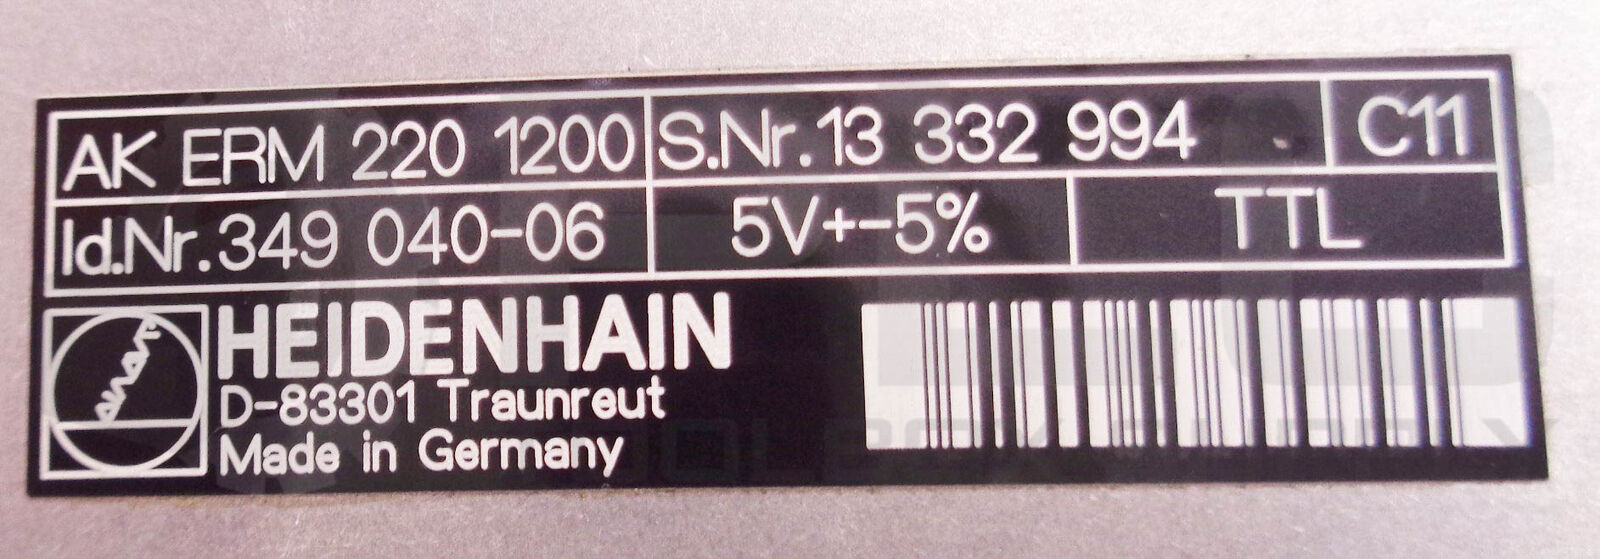 AK ERM 220 1200 S.Nr.13 332 994 C11
Id.Nr.349 040-06 5V+-5% TTL
HEIDENHAIN
D-83301 Traunreut
Made in Germany